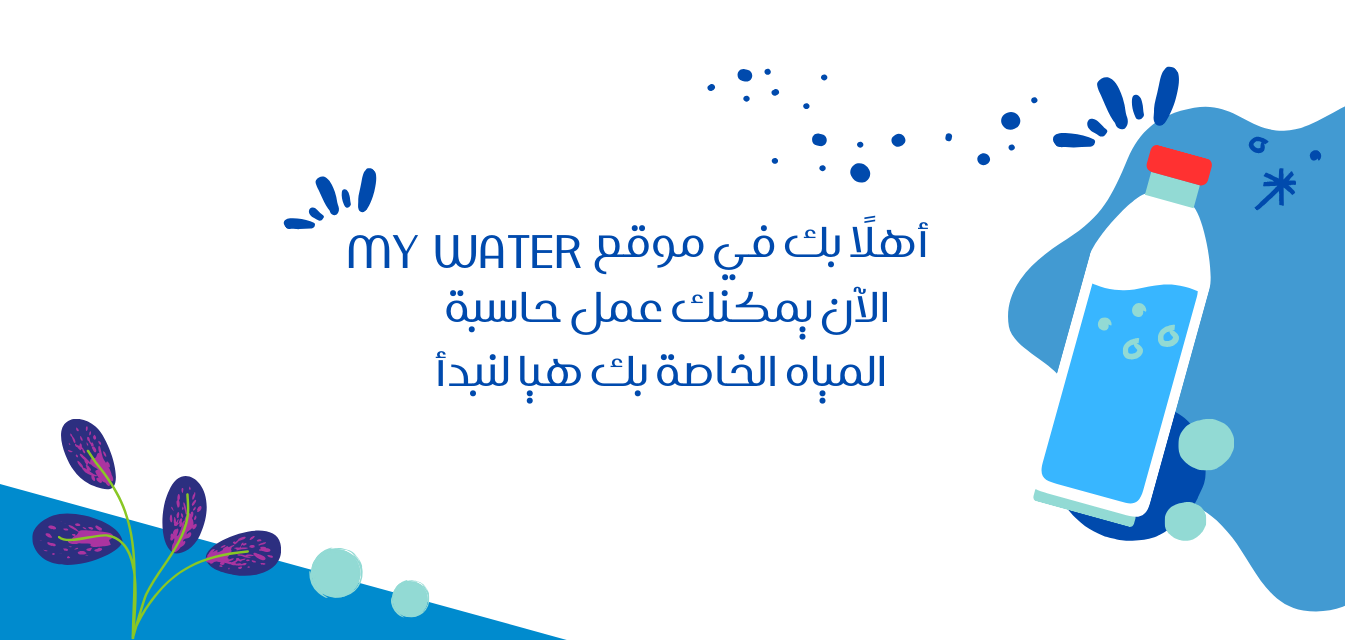 أهلًا بك في موقع MY WATER
الآن يمكنك عمل حاسبة
المياه الخاصة بك هيا لنبدأ